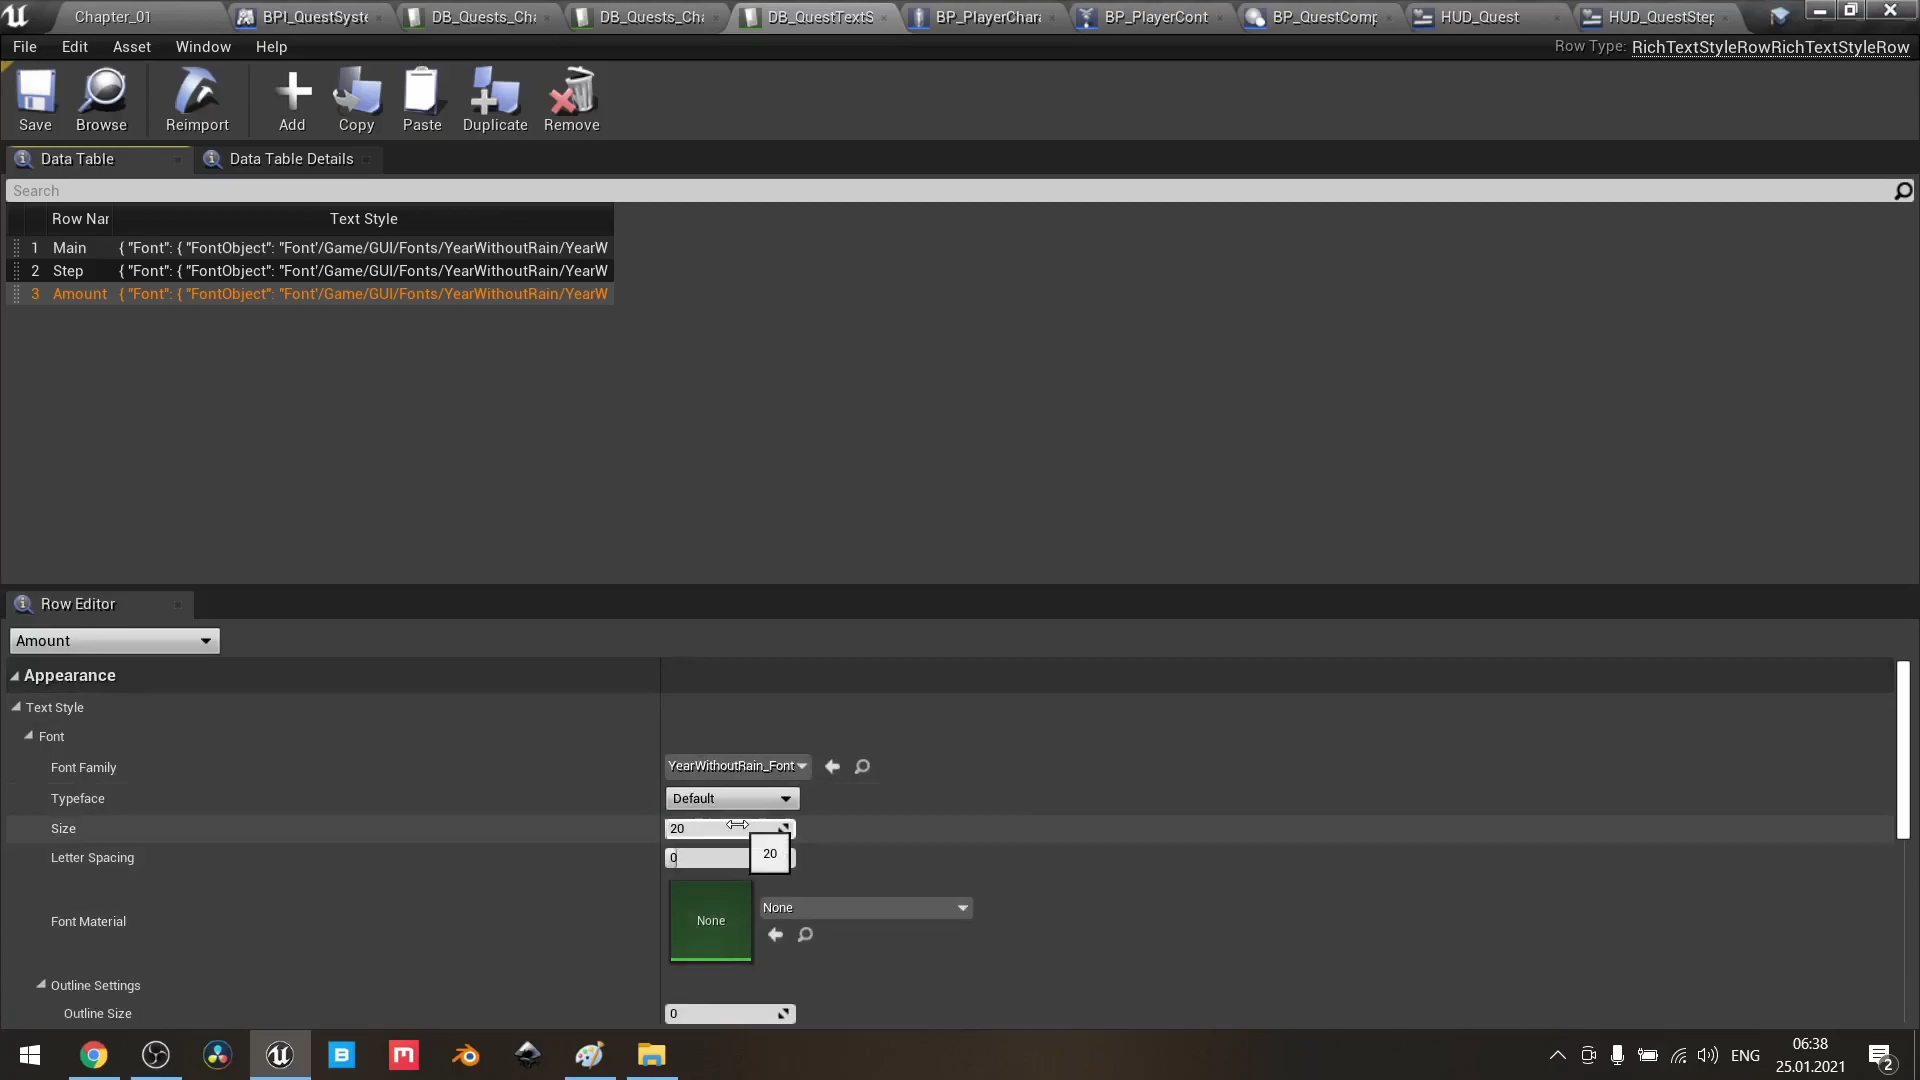 Chapter_01
BPI_QuestSyste
DB_Quests_Cha
DB_Quests_Cha
DB_QuestTextS
BP_PlayerChara
BP_PlayerCont
BP_QuestComp
HUD_Quest
HUD_QuestStep
File Edit Asset Window Help
Row Type: RichTextStyleRowRichTextStyleRow
Save Browse Reimport Add Copy Paste Duplicate Remove
Data Table
Data Table Details
Search
Row Nar Text Style
1 Main { "Font": { "FontObject": "Font'/Game/GUI/Fonts/YearWithoutRain/YearW
2 Step { "Font": { "FontObject": "Font'/Game/GUI/Fonts/YearWithoutRain/YearW
3 Amount { "Font": { "FontObject": "Font'/Game/GUI/Fonts/YearWithoutRain/YearW
Row Editor
Amount
Appearance
Text Style
Font
Font Family YearWithoutRain_Font
Typeface Default
Size 20
20
Letter Spacing 0
Font Material None None
Outline Settings
Outline Size 0
ENG
06:38
25.01.2021
2